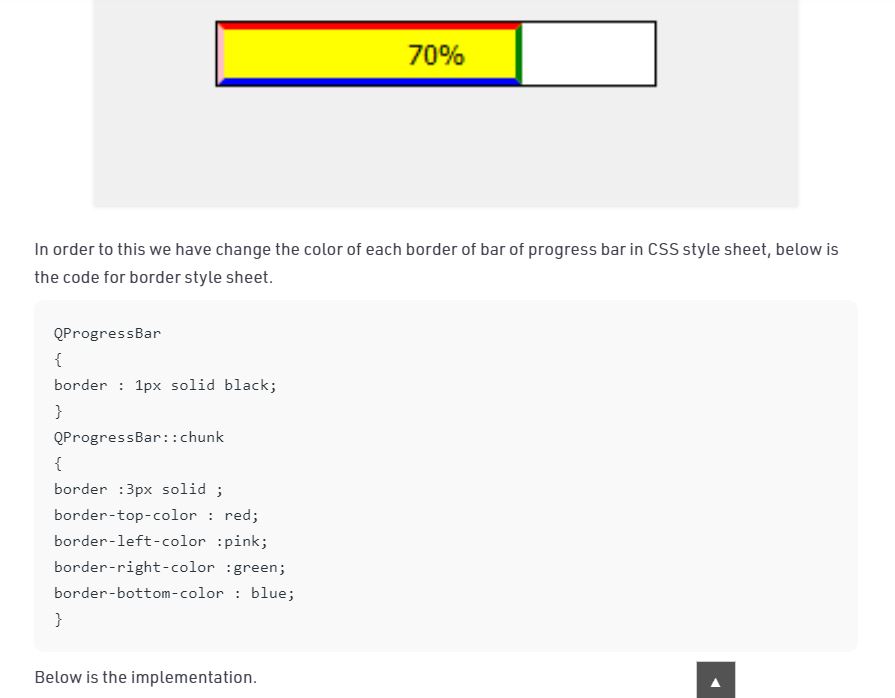 70%
In order to this we have change the color of each border of bar of progress bar in CSS style sheet, below is
the code for border style sheet.
QProgressBar
{
border : 1px solid black;
}
QProgressBar::chunk
{
border :3px solid ;
border-top-color : red;
border-left-color :pink;
border-right-color :green;
border-bottom-color : blue;
}
Below is the implementation.
▲